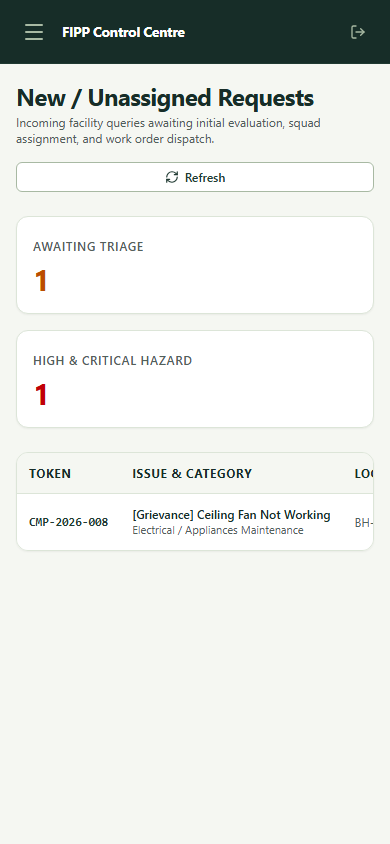 FIPP Control Centre
New / Unassigned Requests
Incoming facility queries awaiting initial evaluation, squad
assignment, and work order dispatch.
Refresh
AWAITING TRIAGE
1
HIGH & CRITICAL HAZARD
1
TOKEN ISSUE & CATEGORY
CMP-2026-008 [Grievance] Ceiling Fan Not Working BH-
Electrical / Appliances Maintenance